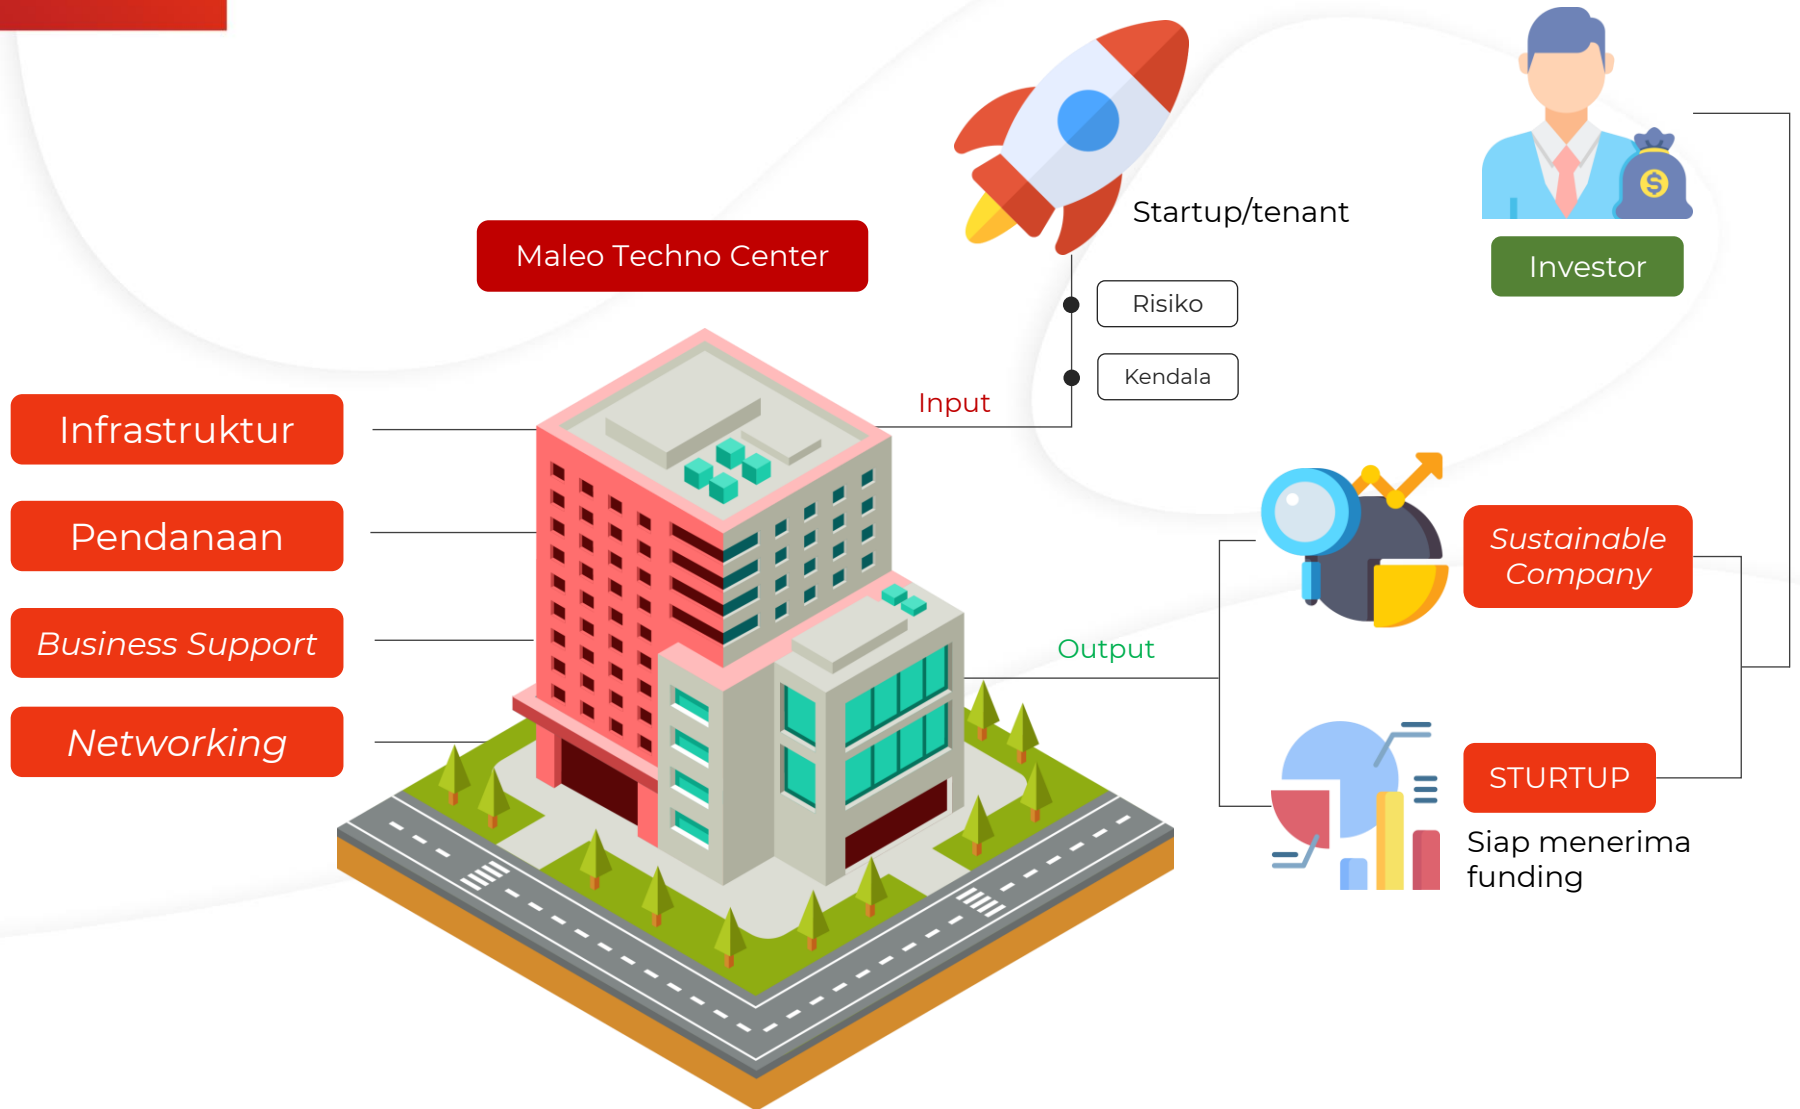 Maleo Techno Center
Infrastruktur
Pendanaan
Business Support
Networking
Startup/tenant
Risiko
Kendala
Input
Investor
Output
Sustainable
Company
STURTUP
Siap menerima
funding